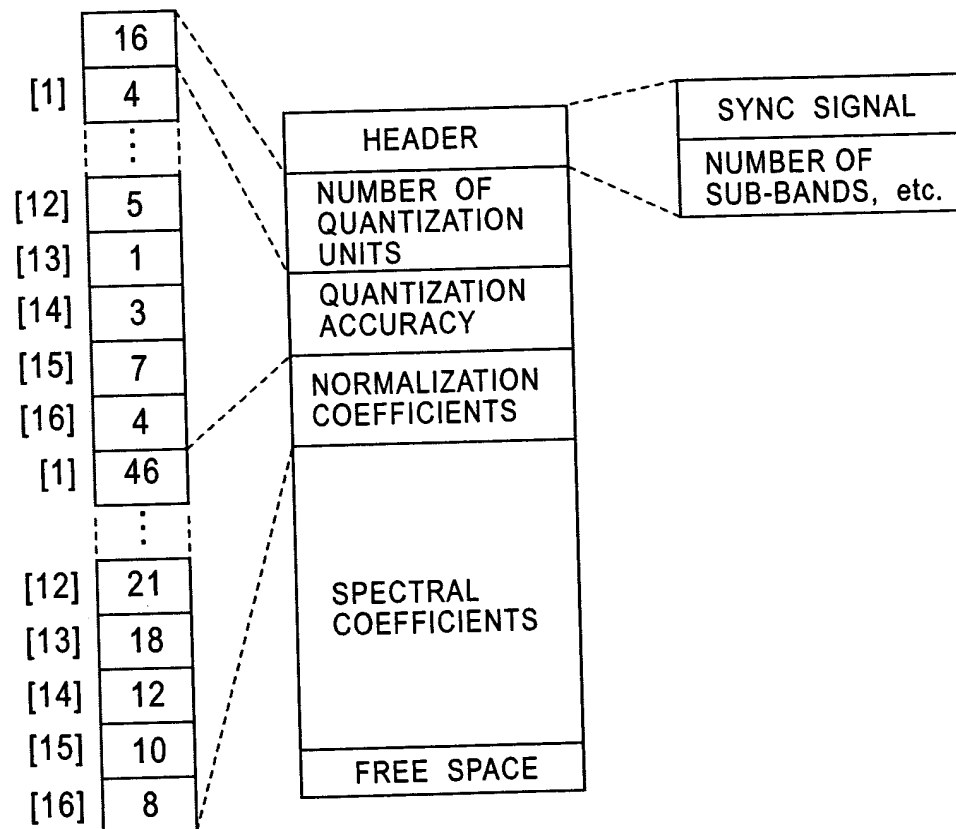 16
[1] 4
[12] 5
[13] 1
[14] 3
[15] 7
[16] 4
[1] 46
[12] 21
[13] 18
[14] 12
[15] 10
[16] 8
HEADER
NUMBER OF
QUANTIZATION
UNITS
QUANTIZATION
ACCURACY
NORMALIZATION
COEFFICIENTS
SPECTRAL
COEFFICIENTS
FREE SPACE
SYNC SIGNAL
NUMBER OF
SUB-BANDS, etc.